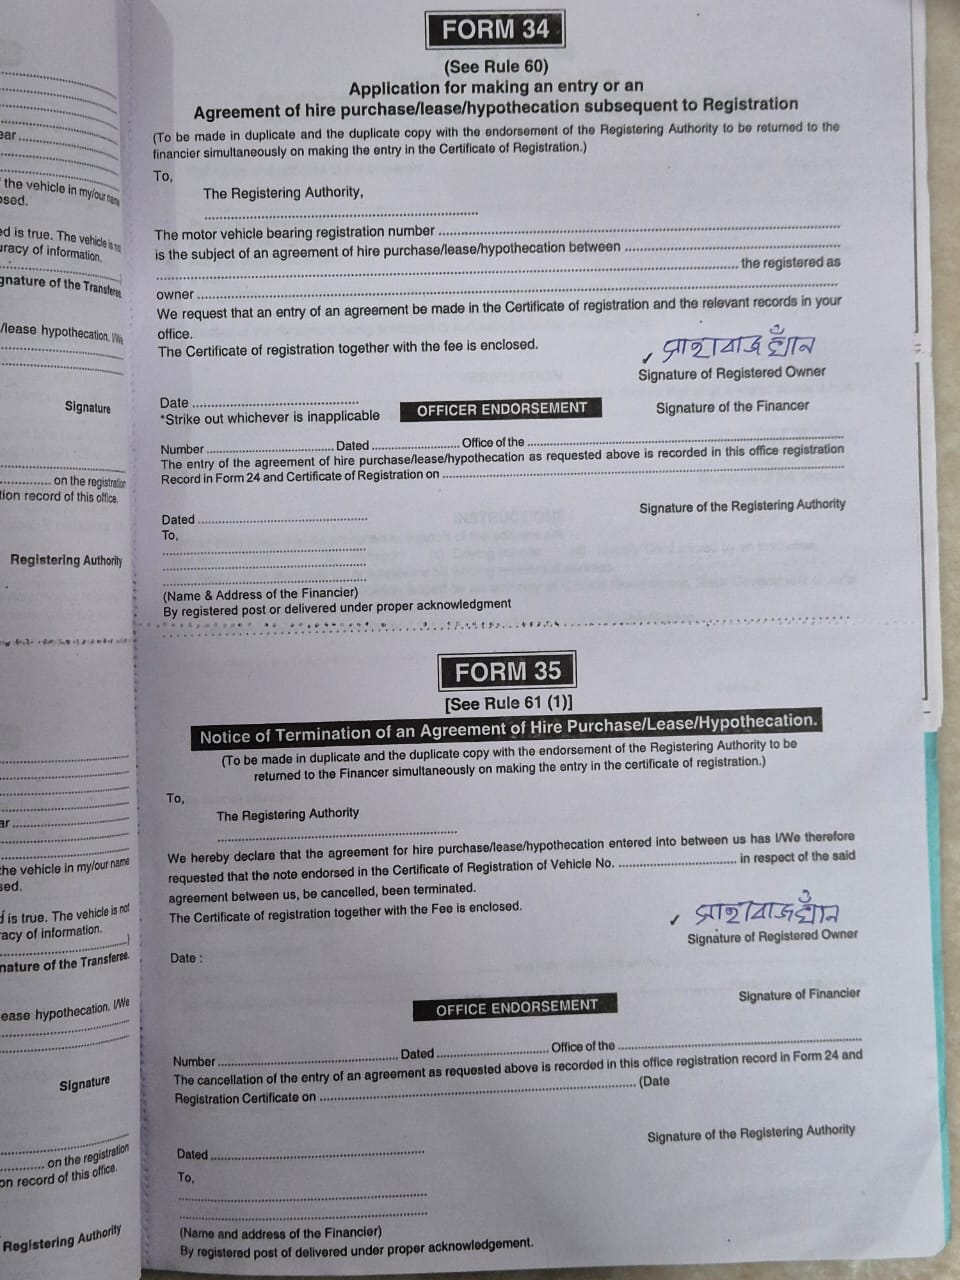 ear ..........
the vehicle in my/our name
osed.
ed is true. The vehicle is not
uracy of information.
gnature of the Transferee
/lease hypothecation. I/We
Signature
.......... on the registration
tion record of this office.
Registering Authority
ar ..........
the vehicle in my/our name
sed.
d is true. The vehicle is not
racy of information.
..........)
nature of the Transferee.
ease hypothecation. I/We
Signature
.......... on the registration
on record of this office.
Registering Authority
FORM 34
(See Rule 60)
Application for making an entry or an
Agreement of hire purchase/lease/hypothecation subsequent to Registration
(To be made in duplicate and the duplicate copy with the endorsement of the Registering Authority to be returned to the
financier simultaneously on making the entry in the Certificate of Registration.)
To,
The Registering Authority,
..........
The motor vehicle bearing registration number ..........
is the subject of an agreement of hire purchase/lease/hypothecation between ..........
.......... the registered as
owner ..........
We request that an entry of an agreement be made in the Certificate of registration and the relevant records in your
office.
The Certificate of registration together with the fee is enclosed.
✓ সাহাবাজ খাঁন
Signature of Registered Owner
Date ..........
*Strike out whichever is inapplicable
OFFICER ENDORSEMENT
Signature of the Financer
Number .......... Dated .......... Office of the ..........
The entry of the agreement of hire purchase/lease/hypothecation as requested above is recorded in this office registration
Record in Form 24 and Certificate of Registration on ..........
Signature of the Registering Authority
Dated ..........
To,
..........
..........
..........
(Name & Address of the Financier)
By registered post or delivered under proper acknowledgment
FORM 35
[See Rule 61 (1)]
Notice of Termination of an Agreement of Hire Purchase/Lease/Hypothecation.
(To be made in duplicate and the duplicate copy with the endorsement of the Registering Authority to be
returned to the Financer simultaneously on making the entry in the certificate of registration.)
To,
The Registering Authority
..........
We hereby declare that the agreement for hire purchase/lease/hypothecation entered into between us has I/We therefore
requested that the note endorsed in the Certificate of Registration of Vehicle No. .......... in respect of the said
agreement between us, be cancelled, been terminated.
The Certificate of registration together with the Fee is enclosed.
✓ সাহাবাজ খাঁন
Signature of Registered Owner
Date :
Signature of Financier
OFFICE ENDORSEMENT
Number .......... Dated .......... Office of the ..........
The cancellation of the entry of an agreement as requested above is recorded in this office registration record in Form 24 and
Registration Certificate on .......... (Date
Signature of the Registering Authority
Dated ..........
To,
..........
..........
(Name and address of the Financier)
By registered post of delivered under proper acknowledgement.